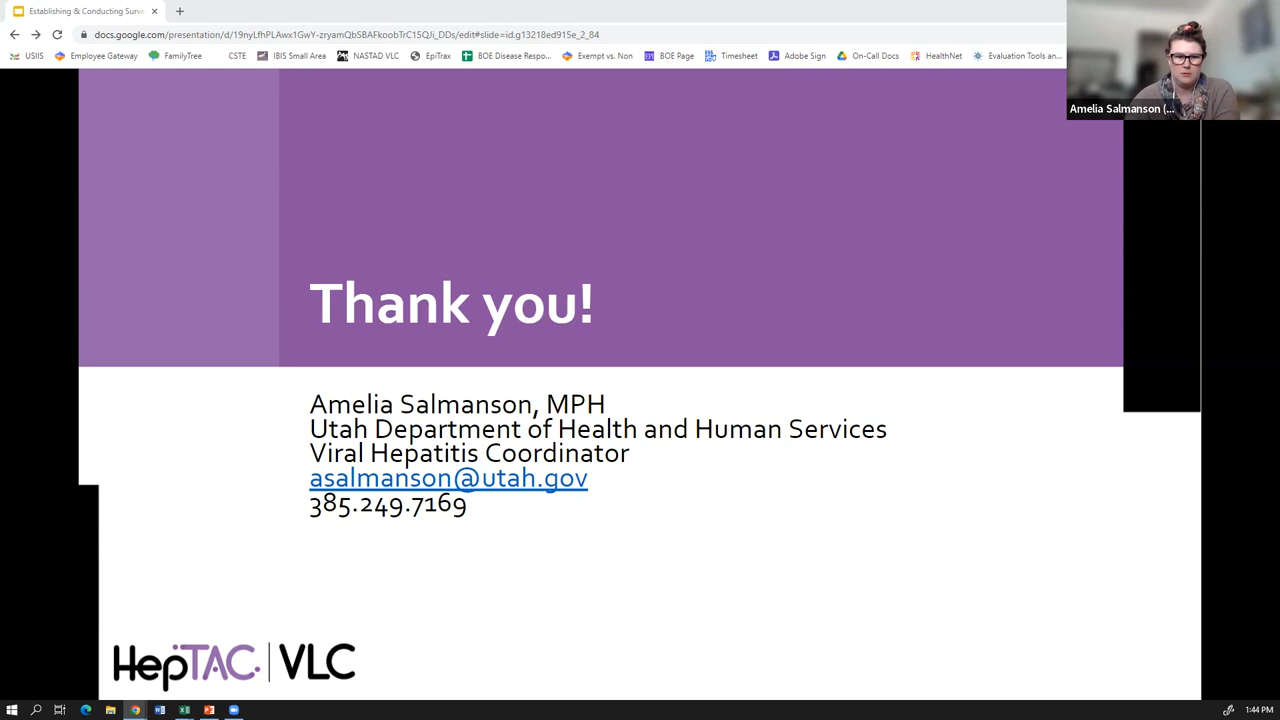 Establishing & Conducting Surve
docs.google.com/presentation/d/19nyLfhPLAwx1GwY-zryamQbSBAFkoobTrC15QJi_DDs/edit#slide=id.g13218ed915e_2_84
USIIS Employee Gateway FamilyTree CSTE IBIS Small Area NASTAD VLC EpiTrax BOE Disease Respo... Exempt vs. Non BOE Page Timesheet Adobe Sign On-Call Docs HealthNet Evaluation Tools an...
Amelia Salmanson (...
Thank you!
Amelia Salmanson, MPH
Utah Department of Health and Human Services
Viral Hepatitis Coordinator
asalmanson@utah.gov
385.249.7169
HepTAC | VLC
1:44 PM